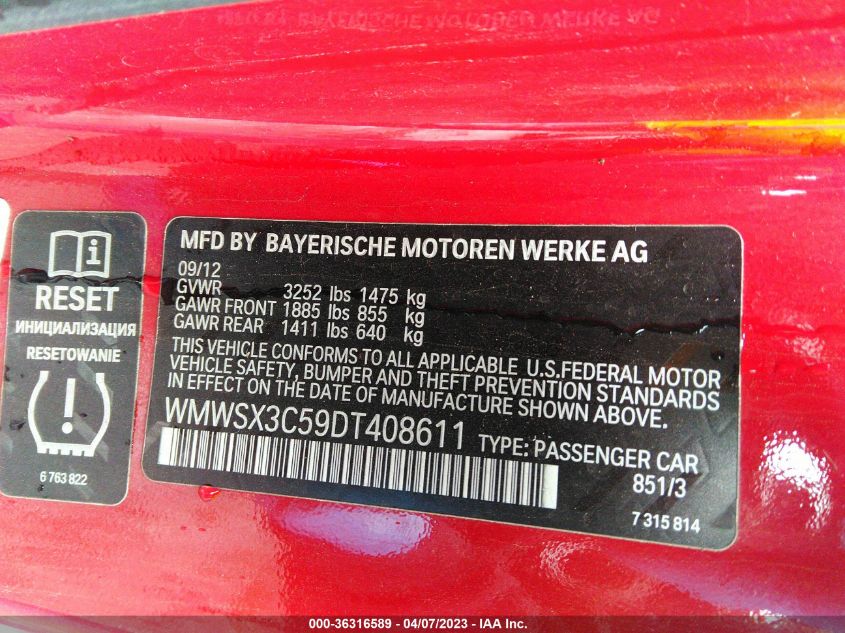 RESET
ИНИЦИАЛИЗАЦИЯ
RESETOWANIE
6 763 822
MFD BY BAYERISCHE MOTOREN WERKE AG
09/12
GVWR 3252 lbs 1475 kg
GAWR FRONT 1885 lbs 855 kg
GAWR REAR 1411 lbs 640 kg
THIS VEHICLE CONFORMS TO ALL APPLICABLE U.S.FEDERAL MOTOR
VEHICLE SAFETY, BUMPER AND THEFT PREVENTION STANDARDS
IN EFFECT ON THE DATE OF MANUFACTURE SHOWN ABOVE.
WMWSX3C59DT408611 TYPE: PASSENGER CAR
851/3
7 315 814
000-36316589 - 04/07/2023 - IAA Inc.